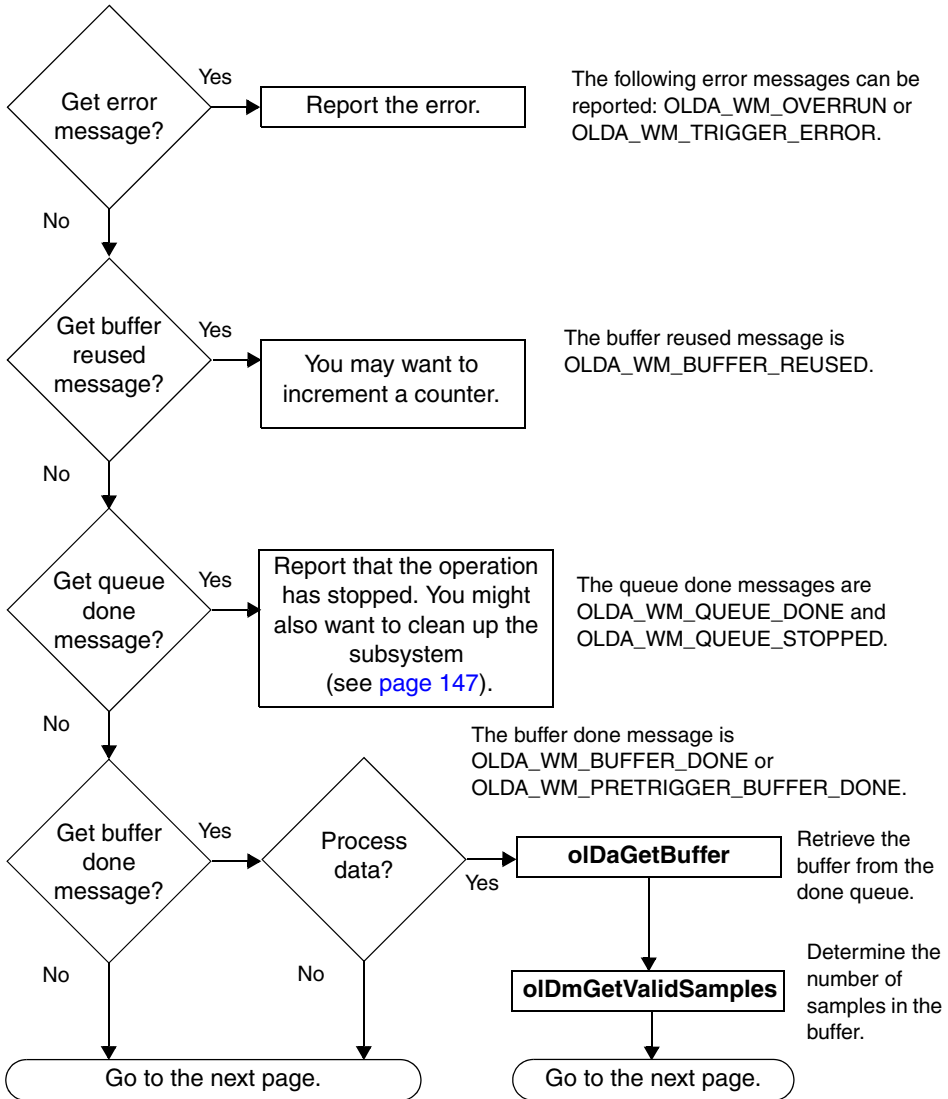 Get error
message?
Yes
Report the error.
The following error messages can be
reported: OLDA_WM_OVERRUN or
OLDA_WM_TRIGGER_ERROR.
No
Get buffer
reused
message?
Yes
You may want to
increment a counter.
The buffer reused message is
OLDA_WM_BUFFER_REUSED.
No
Get queue
done
message?
Yes
Report that the operation
has stopped. You might
also want to clean up the
subsystem
(see page 147).
The queue done messages are
OLDA_WM_QUEUE_DONE and
OLDA_WM_QUEUE_STOPPED.
No
The buffer done message is
OLDA_WM_BUFFER_DONE or
OLDA_WM_PRETRIGGER_BUFFER_DONE.
Get buffer
done
message?
Yes
Process
data?
Yes
olDaGetBuffer
Retrieve the
buffer from the
done queue.
No
No
olDmGetValidSamples
Determine the
number of
samples in the
buffer.
Go to the next page.
Go to the next page.